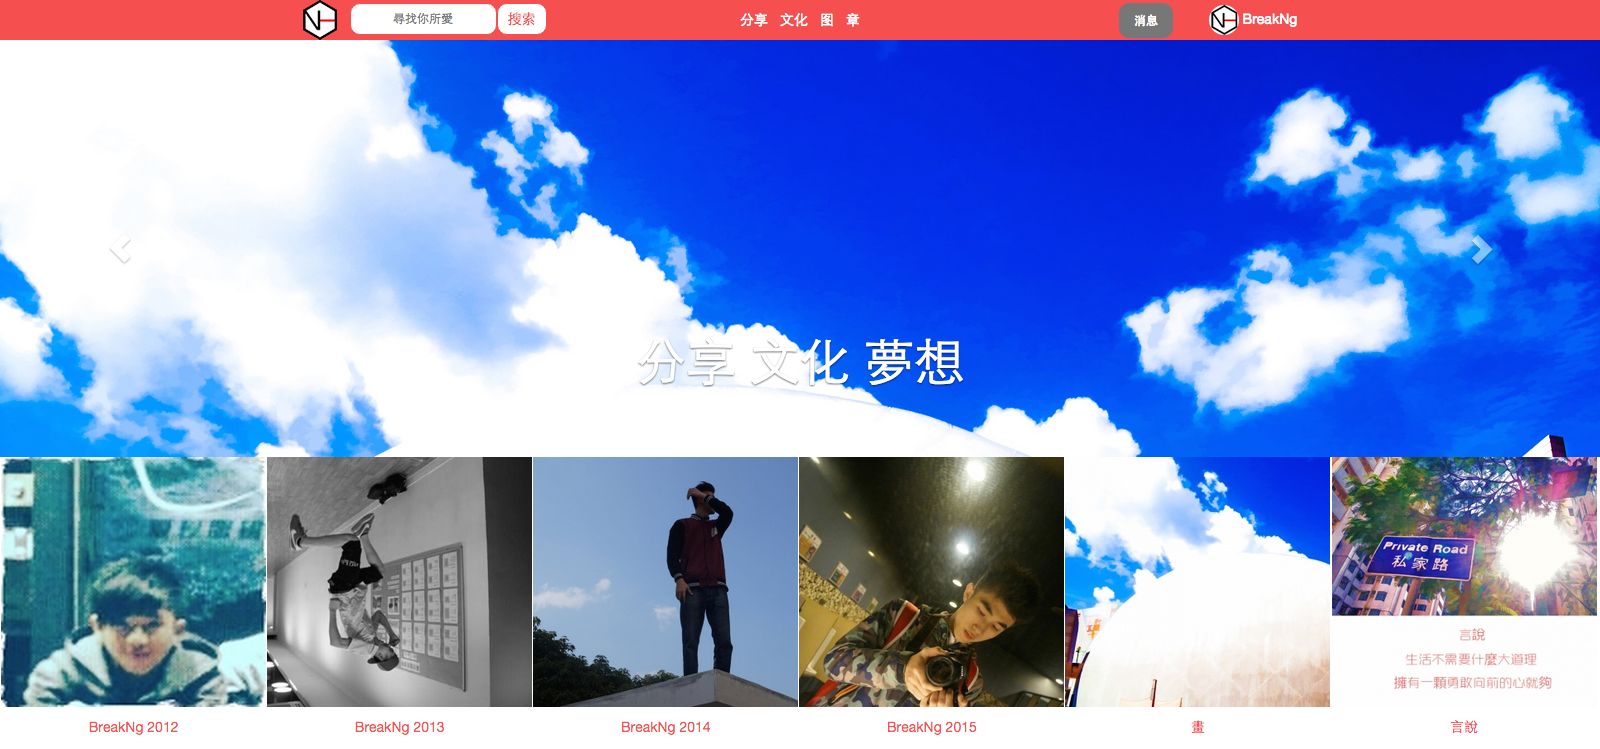 尋找你所愛 搜索 分享 文化 图 章 消息 BreakNg
分享 文化 夢想
Private Road
私家路
言說
生活不需要什麼大道理
擁有一顆勇敢向前的心就夠
BreakNg 2012 BreakNg 2013 BreakNg 2014 BreakNg 2015 畫 言說